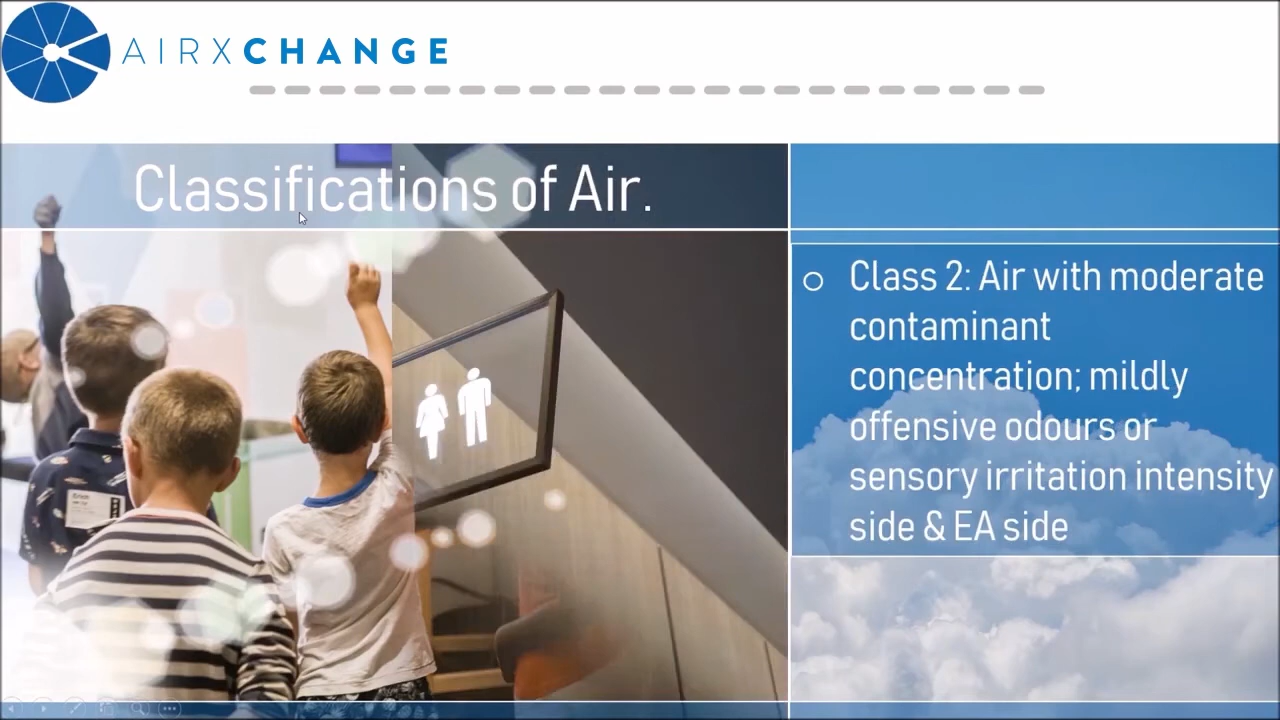 AIRXCHANGE
Classifications of Air.
Class 2: Air with moderate
contaminant
concentration; mildly
offensive odours or
sensory irritation intensity
side & EA side